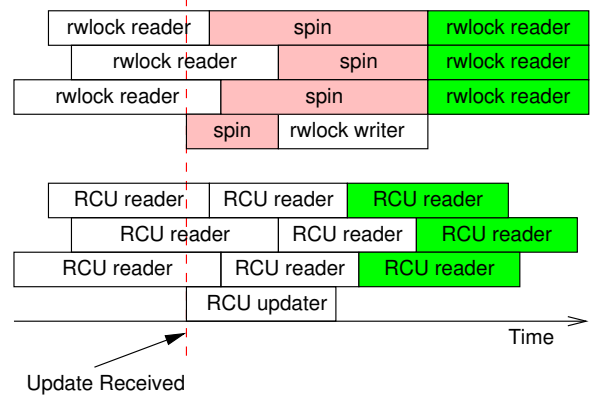 rwlock reader spin rwlock reader
rwlock reader spin rwlock reader
rwlock reader spin rwlock reader
spin rwlock writer
RCU reader RCU reader RCU reader
RCU reader RCU reader RCU reader
RCU reader RCU reader RCU reader
RCU updater
Time
Update Received